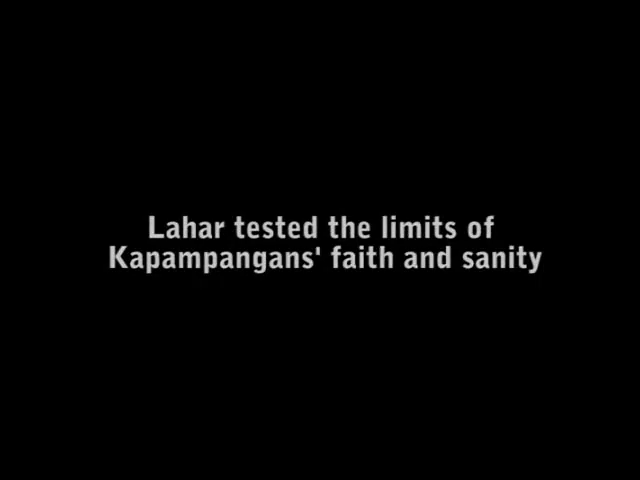 Lahar tested the limits of
Kapampangans' faith and sanity